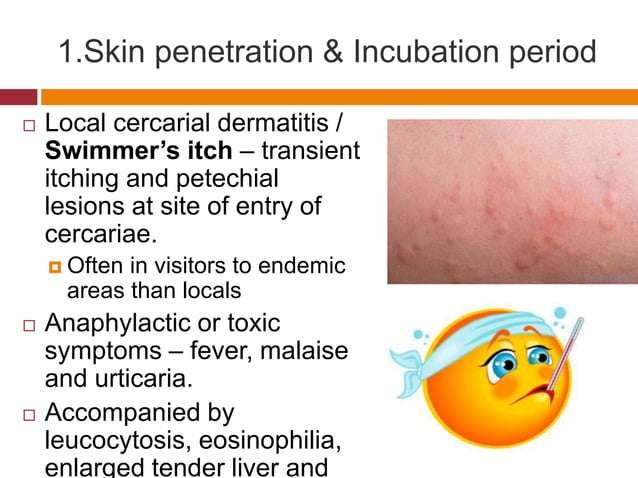 1.Skin penetration & Incubation period
Local cercarial dermatitis /
Swimmer's itch – transient
itching and petechial
lesions at site of entry of
cercariae.
Often in visitors to endemic
areas than locals
Anaphylactic or toxic
symptoms – fever, malaise
and urticaria.
Accompanied by
leucocytosis, eosinophilia,
enlarged tender liver and